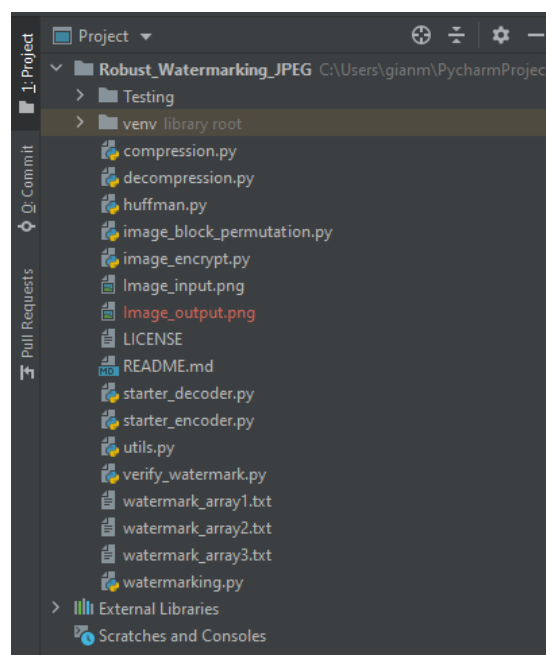 Project
1: Project
Robust_Watermarking_JPEG C:\Users\gianm\PycharmProjec
Testing
venv library root
compression.py
decompression.py
huffman.py
image_block_permutation.py
image_encrypt.py
Image_input.png
Image_output.png
LICENSE
MD README.md
starter_decoder.py
starter_encoder.py
utils.py
verify_watermark.py
watermark_array1.txt
watermark_array2.txt
watermark_array3.txt
watermarking.py
External Libraries
Scratches and Consoles
0: Commit
Pull Requests